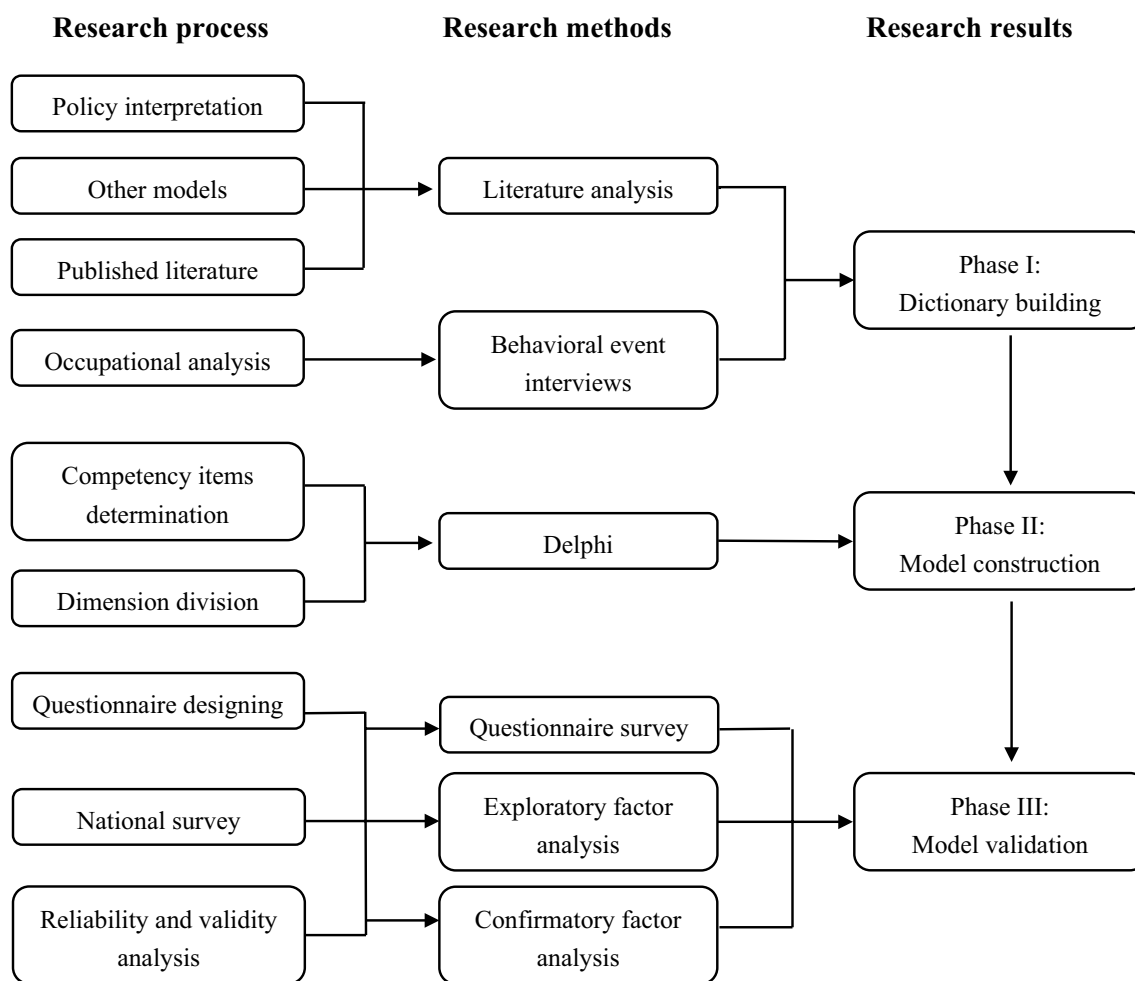 Research process
Research methods
Research results
Policy interpretation
Other models
Published literature
Occupational analysis
Literature analysis
Behavioral event
interviews
Phase I:
Dictionary building
Competency items
determination
Dimension division
Delphi
Phase II:
Model construction
Questionnaire designing
National survey
Reliability and validity
analysis
Questionnaire survey
Exploratory factor
analysis
Confirmatory factor
analysis
Phase III:
Model validation